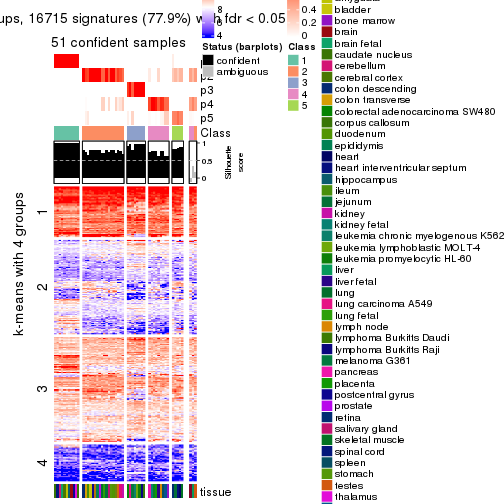 ups, 16715 signatures (77.9%) with fdr < 0.05
51 confident samples
p3
p4
p5
Class
1
0.5
0
Silhouette
score
k-means with 4 groups
1
2
3
4
tissue
8
6
4
Status (barplots)
confident
ambiguous
0.4
0.2
0
Class
1
2
3
4
5
bladder
bone marrow
brain
brain fetal
caudate nucleus
cerebellum
cerebral cortex
colon descending
colon transverse
colorectal adenocarcinoma SW480
corpus callosum
duodenum
epididymis
heart
heart interventricular septum
hippocampus
ileum
jejunum
kidney
kidney fetal
leukemia chronic myelogenous K562
leukemia lymphoblastic MOLT-4
leukemia promyelocytic HL-60
liver
liver fetal
lung
lung carcinoma A549
lung fetal
lymph node
lymphoma Burkitts Daudi
lymphoma Burkitts Raji
melanoma G361
pancreas
placenta
postcentral gyrus
prostate
retina
salivary gland
skeletal muscle
spinal cord
spleen
stomach
testes
thalamus